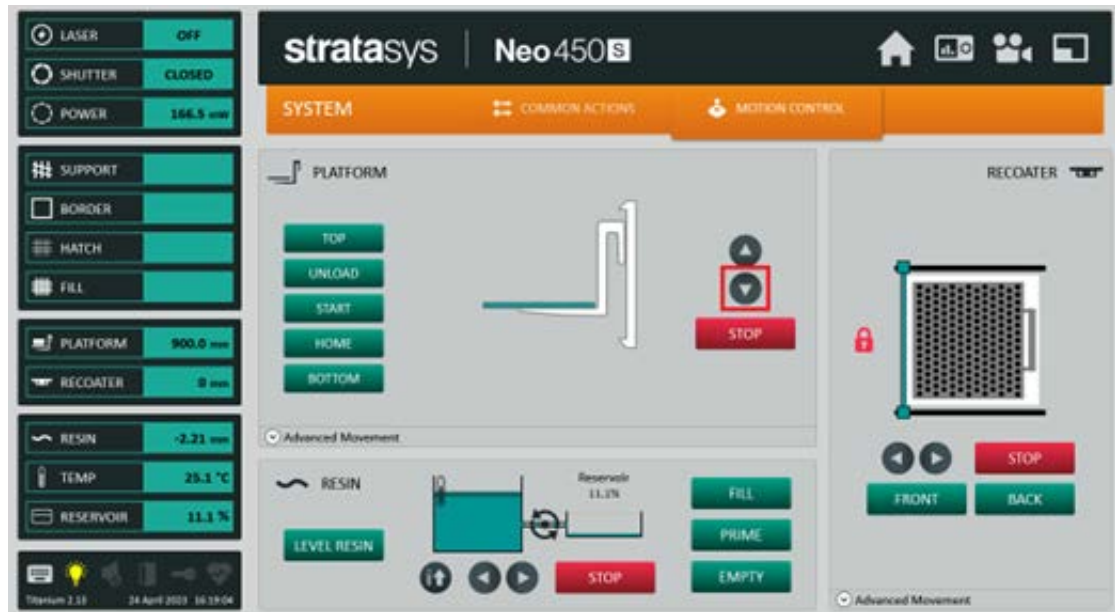 LASER OFF
SHUTTER CLOSED
POWER 166.5 mW
SUPPORT
BORDER
HATCH
FILL
PLATFORM 900.0 mm
RECOATER 0 mm
RESIN -2.21 mm
TEMP 25.1 °C
RESERVOIR 11.1 %
Titanium 2.13 24 April 2023 16:19:04
stratasys Neo450S
SYSTEM COMMON ACTIONS MOTION CONTROL
PLATFORM
TOP
UNLOAD
START
HOME
BOTTOM
STOP
Advanced Movement
RESIN
LEVEL RESIN
Reservoir
11.1%
STOP
FILL
PRIME
EMPTY
RECOATER
STOP
FRONT BACK
Advanced Movement